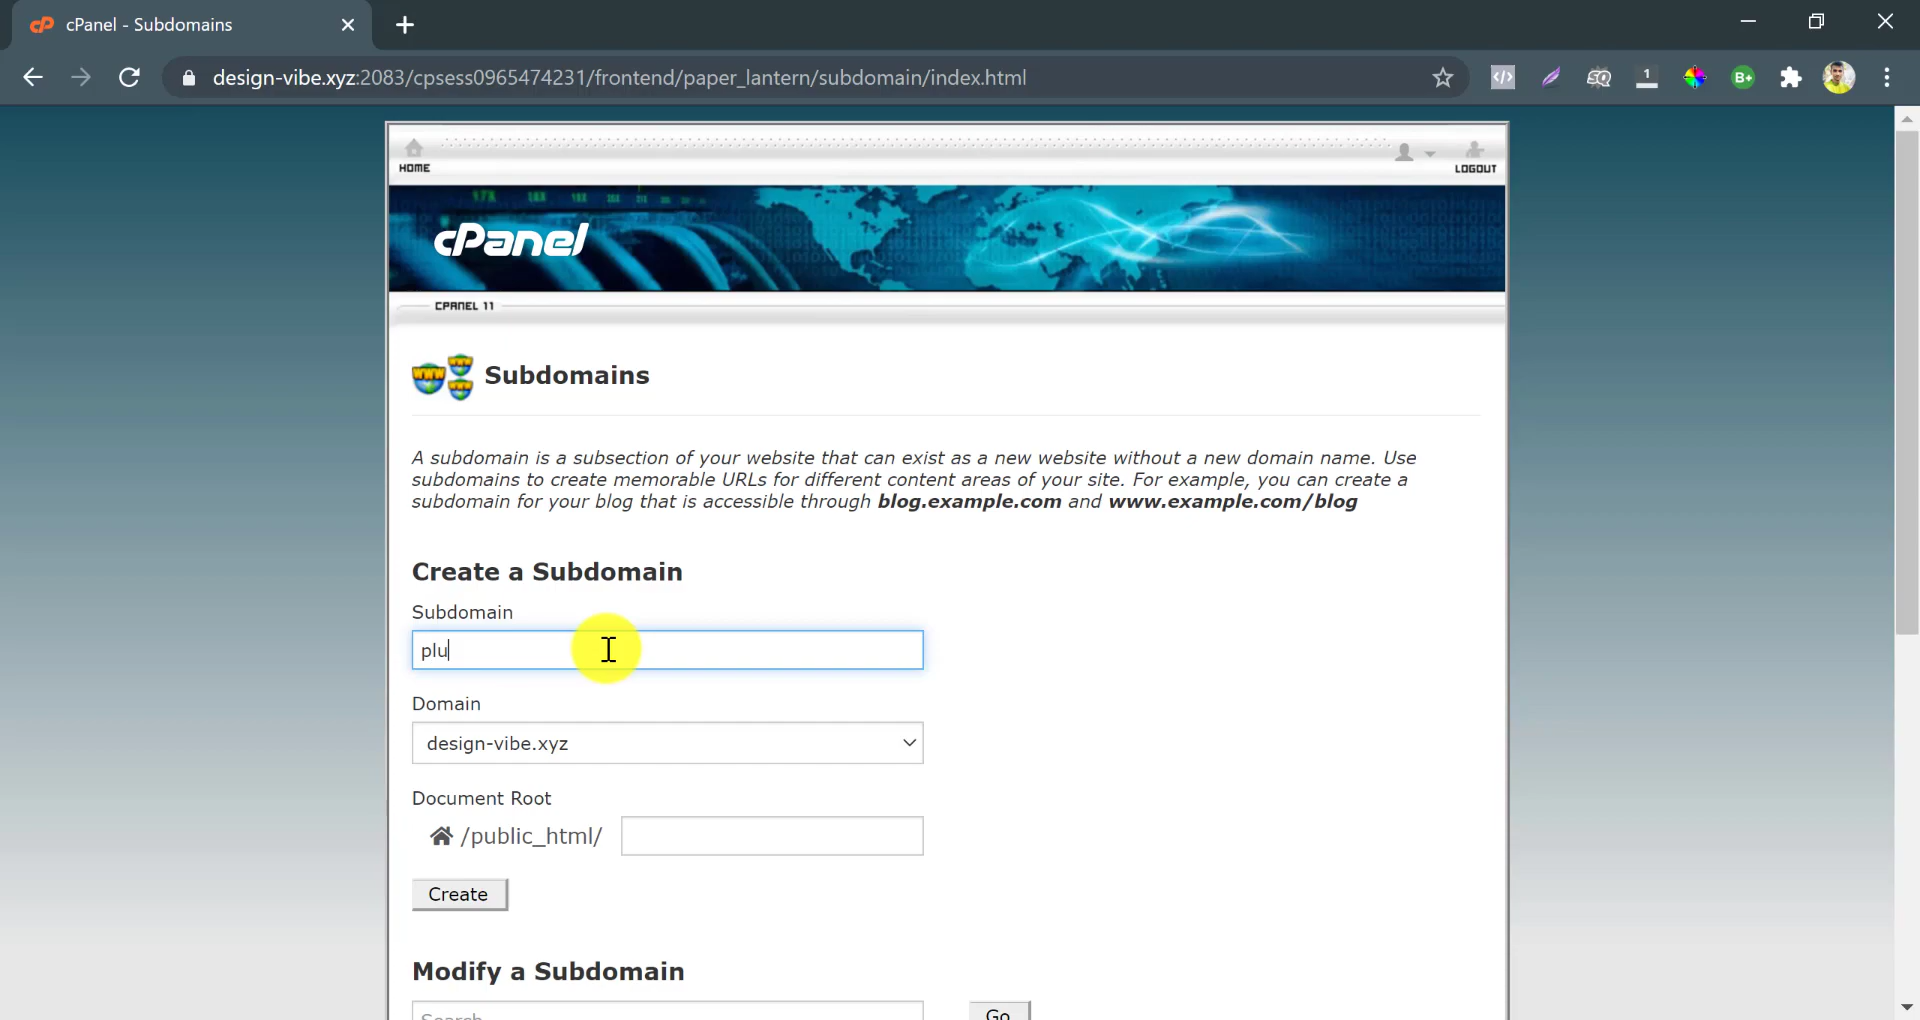 cPanel - Subdomains
design-vibe.xyz:2083/cpsess0965474231/frontend/paper_lantern/subdomain/index.html
1
B+
HOME
LOGOUT
cPanel
CPANEL 11
Subdomains
A subdomain is a subsection of your website that can exist as a new website without a new domain name. Use
subdomains to create memorable URLs for different content areas of your site. For example, you can create a
subdomain for your blog that is accessible through blog.example.com and www.example.com/blog
Create a Subdomain
Subdomain
plu
Domain
design-vibe.xyz
Document Root
/public_html/
Create
Modify a Subdomain
Search
Go